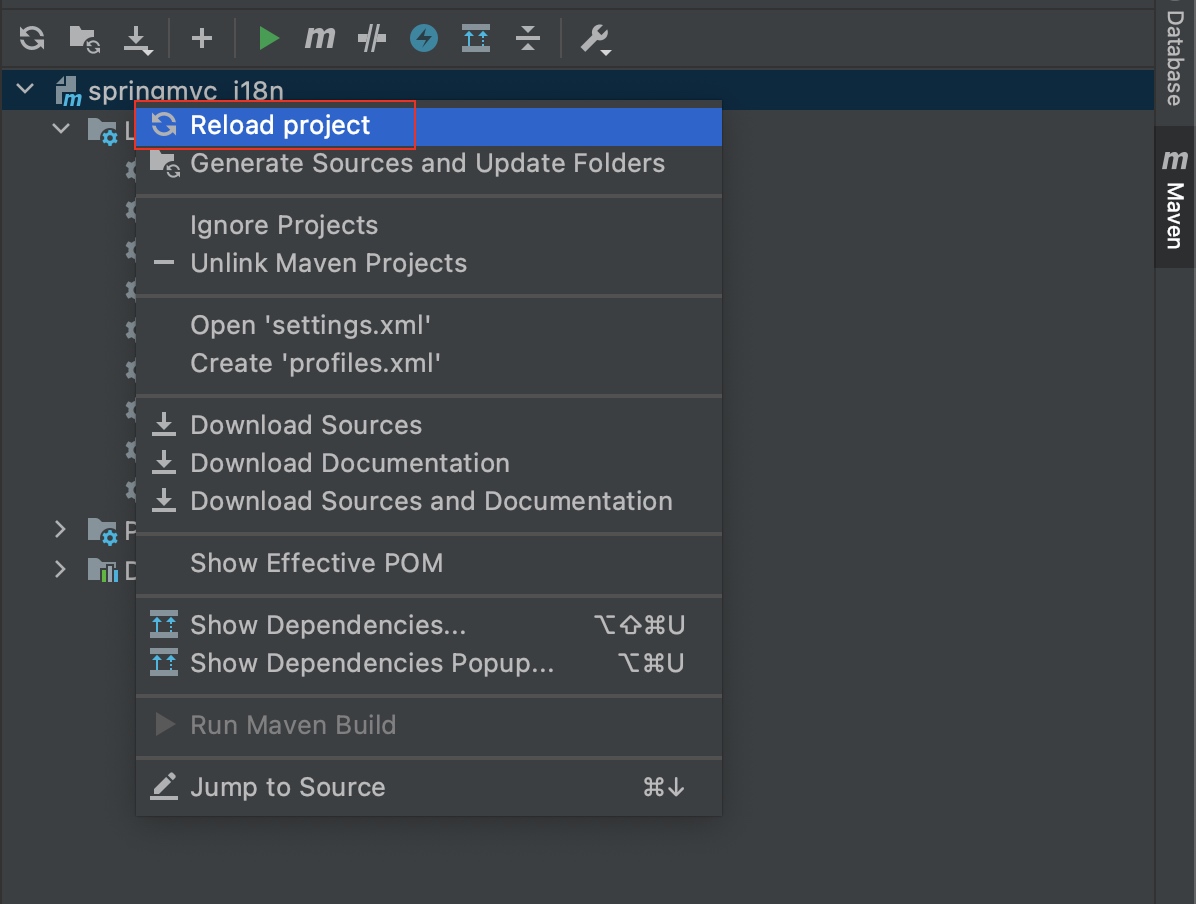 m
springmvc_i18n
L
Reload project
Generate Sources and Update Folders
Ignore Projects
Unlink Maven Projects
Open 'settings.xml'
Create 'profiles.xml'
Download Sources
Download Documentation
Download Sources and Documentation
P
Show Effective POM
D
Show Dependencies... ⌥⇧⌘U
Show Dependencies Popup... ⌥⌘U
Run Maven Build
Jump to Source ⌘↓
Database
m Maven